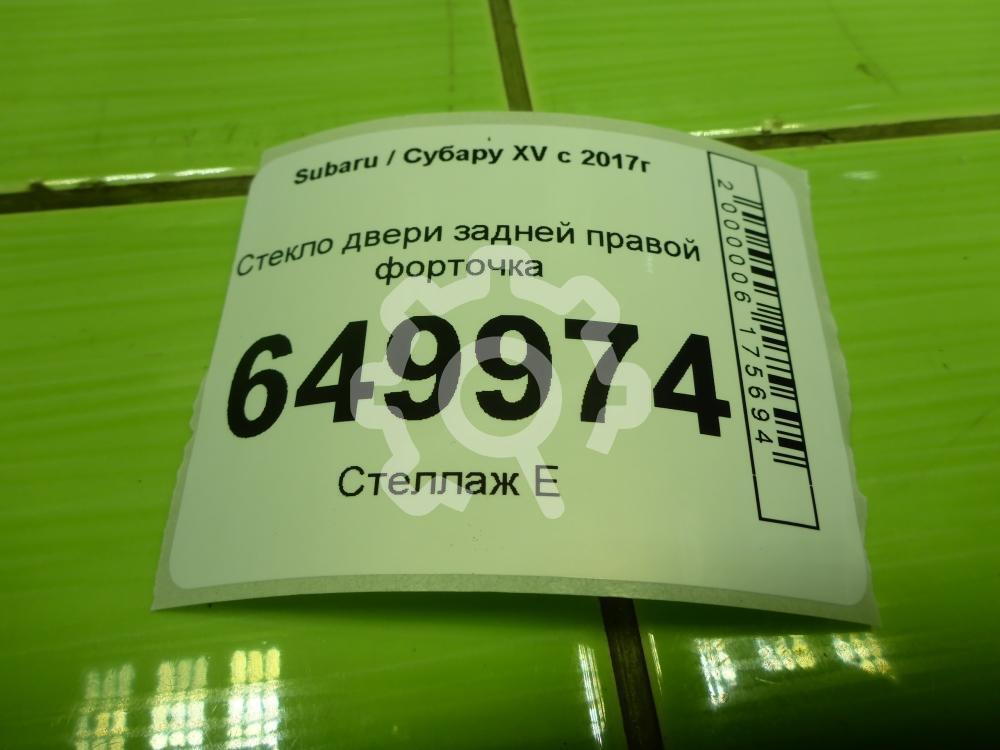 Subaru / Субару XV с 2017г
Стекло двери задней правой
форточка
649974
Стеллаж Е
2000006175694